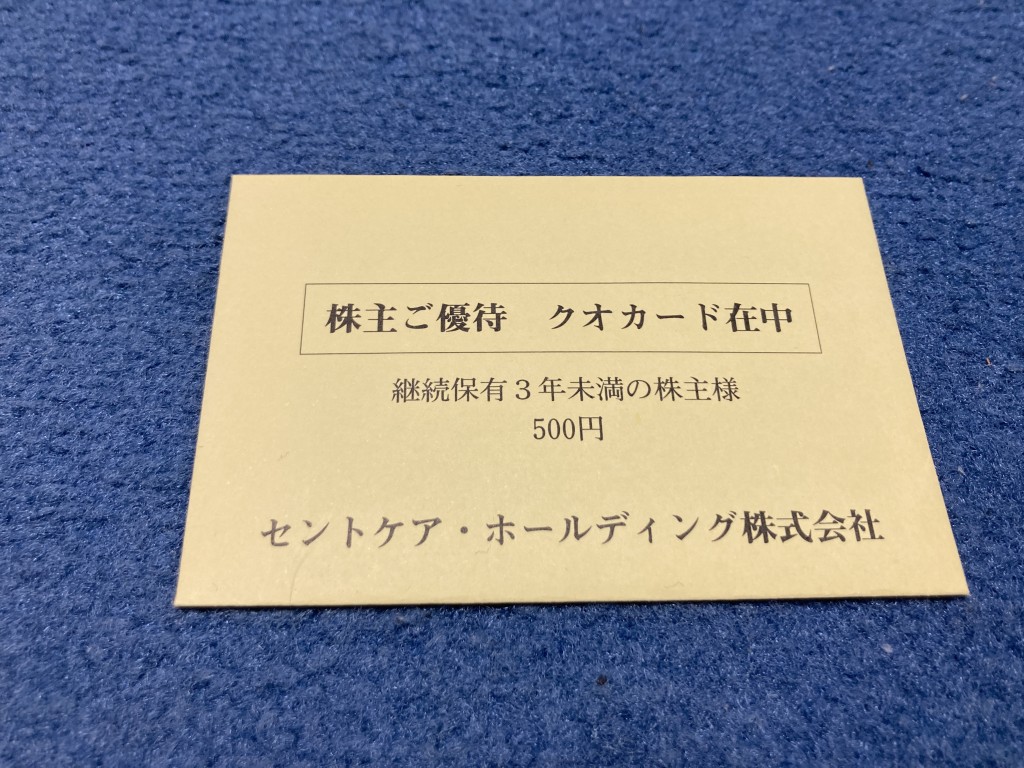 株主ご優待　クオカード在中
継続保有３年未満の株主様
500円
セントケア・ホールディング株式会社